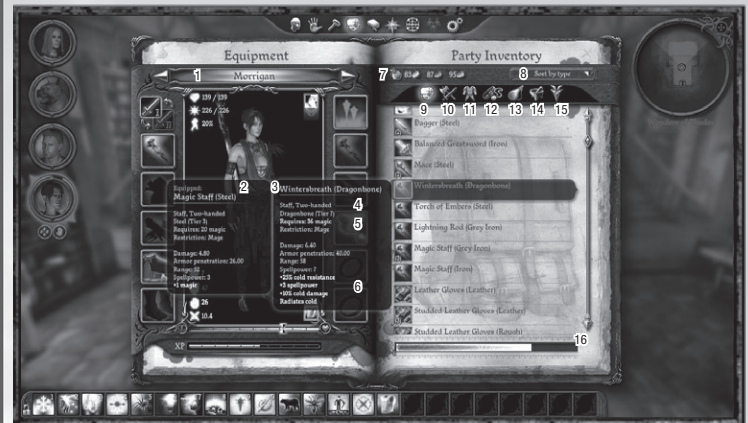 Equipment
1 Morrigan
139 / 139
226 / 226
20%
2
Equipped:
Magic Staff (Steel)
Staff, Two-handed
Steel (Tier 3)
Requires: 20 magic
Restriction: Mage
Damage: 4.80
Armor penetration: 26.00
Range: 52
Spellpower: 3
+1 magic
3
Wintersbreath (Dragonbone)
4
Staff, Two-handed
Dragonbone (Tier 7)
5
Requires: 36 magic
Restriction: Mage
Damage: 6.40
Armor penetration: 40.00
Range: 58
6
Spellpower: 7
+25% cold resistance
+3 spellpower
+10% cold damage
Radiates cold
26
10.4
XP
Party Inventory
7 83 87 95 8 Sort by type
9 10 11 12 13 14 15
Dagger (Steel)
Balanced Greatsword (Iron)
Mace (Steel)
Wintersbreath (Dragonbone)
Torch of Embers (Steel)
Lightning Rod (Grey Iron)
Magic Staff (Grey Iron)
Magic Staff (Iron)
Leather Gloves (Leather)
Studded Leather Gloves (Leather)
Studded Leather Gloves (Rough)
16